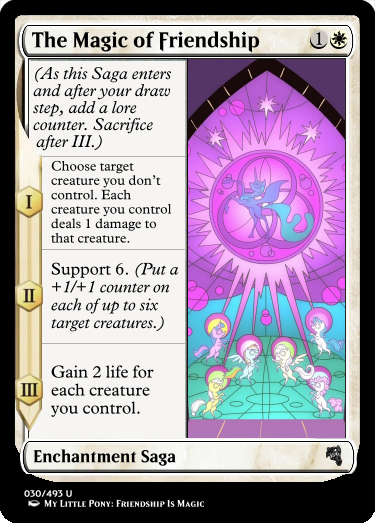 The Magic of Friendship 1
(As this Saga enters
and after your draw
step, add a lore
counter. Sacrifice
after III.)
I
Choose target
creature you don't
control. Each
creature you control
deals 1 damage to
that creature.
II
Support 6. (Put a
+1/+1 counter on
each of up to six
target creatures.)
III
Gain 2 life for
each creature
you control.
Enchantment Saga
030/493 U
My Little Pony: Friendship Is Magic